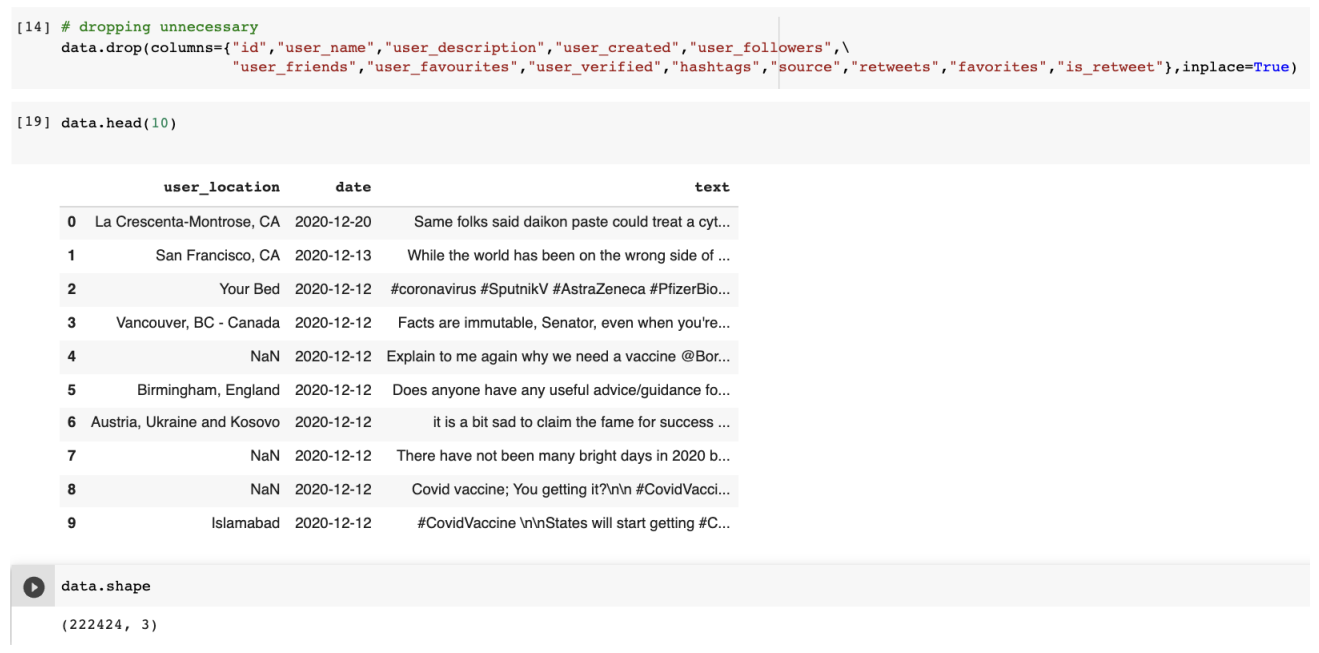 [14] # dropping unnecessary
data.drop(columns={"id","user_name","user_description","user_created","user_followers",\
"user_friends","user_favourites","user_verified","hashtags","source","retweets","favorites","is_retweet"},inplace=True)
[19] data.head(10)
user_location date text
0 La Crescenta-Montrose, CA 2020-12-20 Same folks said daikon paste could treat a cyt...
1 San Francisco, CA 2020-12-13 While the world has been on the wrong side of ...
2 Your Bed 2020-12-12 #coronavirus #SputnikV #AstraZeneca #PfizerBio...
3 Vancouver, BC - Canada 2020-12-12 Facts are immutable, Senator, even when you're...
4 NaN 2020-12-12 Explain to me again why we need a vaccine @Bor...
5 Birmingham, England 2020-12-12 Does anyone have any useful advice/guidance fo...
6 Austria, Ukraine and Kosovo 2020-12-12 it is a bit sad to claim the fame for success ...
7 NaN 2020-12-12 There have not been many bright days in 2020 b...
8 NaN 2020-12-12 Covid vaccine; You getting it?\n\n #CovidVacci...
9 Islamabad 2020-12-12 #CovidVaccine \n\nStates will start getting #C...
data.shape
(222424, 3)